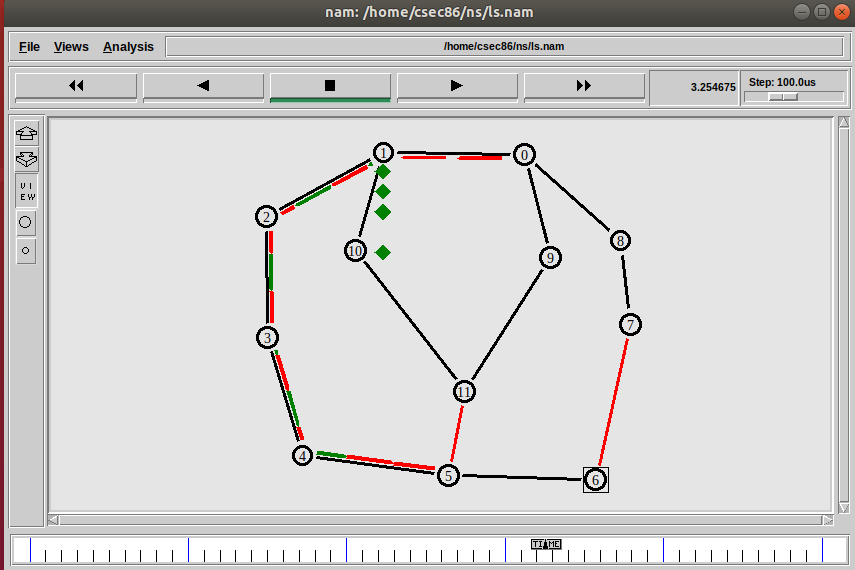 nam: /home/csec86/ns/ls.nam
File Views Analysis /home/csec86/ns/ls.nam
3.254675 Step: 100.0us
VIEW
1 0
2
8
10 9
7
3
11
4
5 6
TIME